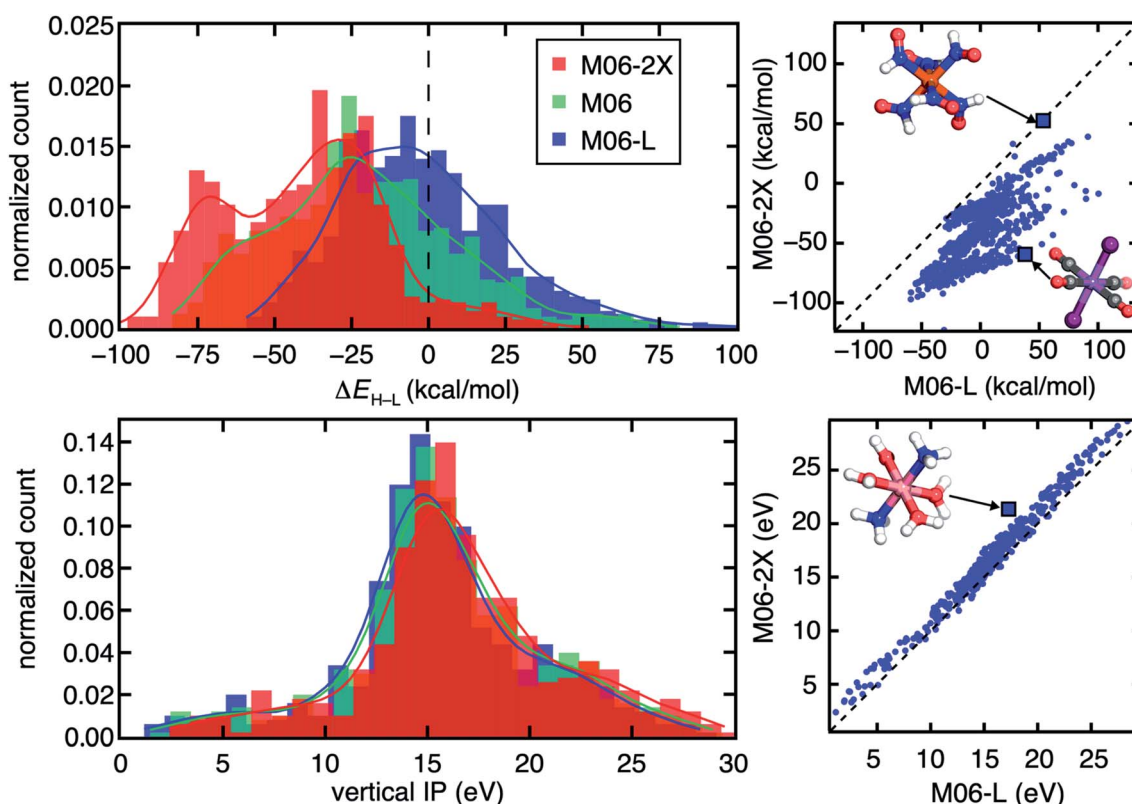 0.025
0.020
0.015
0.010
0.005
0.000
normalized count
M06-2X
M06
M06-L
−100 −75 −50 −25 0 25 50 75 100
ΔE_H–L (kcal/mol)
100
50
0
−50
−100
M06-2X (kcal/mol)
−100 −50 0 50 100
M06-L (kcal/mol)
0.14
0.12
0.10
0.08
0.06
0.04
0.02
0.00
normalized count
0 5 10 15 20 25 30
vertical IP (eV)
25
20
15
10
5
M06-2X (eV)
5 10 15 20 25
M06-L (eV)